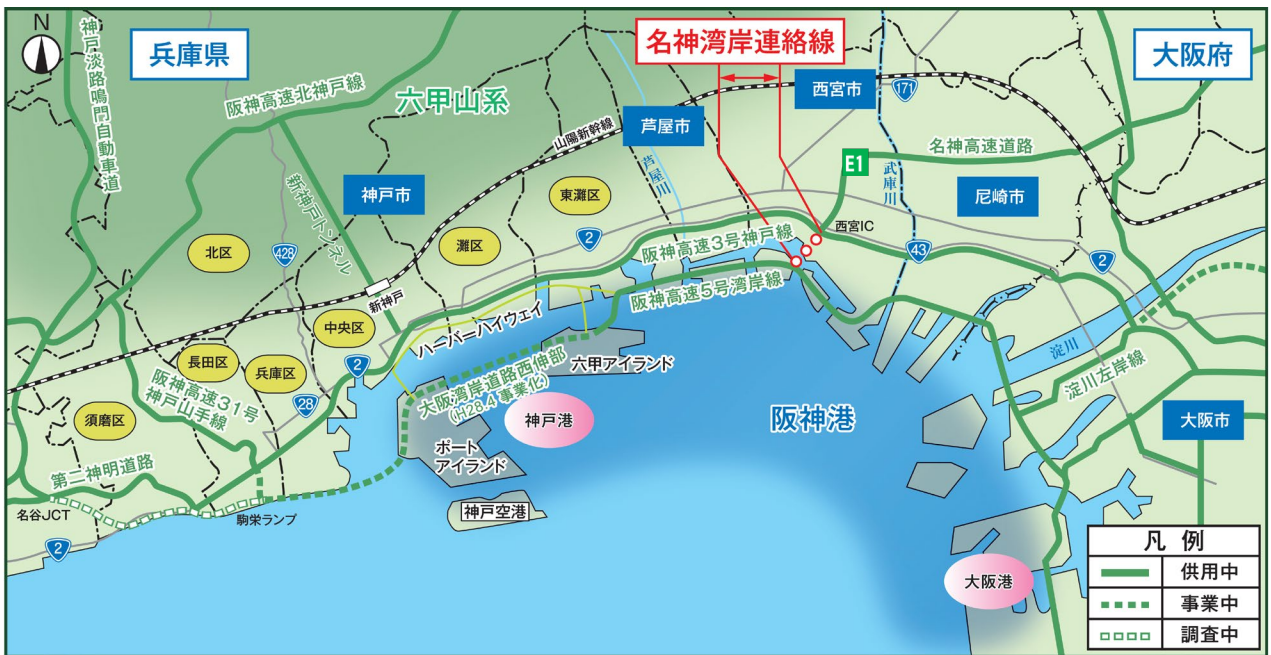 N
兵庫県
名神湾岸連絡線
大阪府
神戸淡路鳴門自動車道
阪神高速北神戸線
六甲山系
山陽新幹線
芦屋市
西宮市
171
名神高速道路
E1
芦屋川
武庫川
神戸市
東灘区
尼崎市
新神戸トンネル
北区
428
灘区
2
阪神高速3号神戸線
西宮IC
43
2
阪神高速5号湾岸線
新神戸
中央区
ハーバーハイウェイ
六甲アイランド
淀川
淀川左岸線
長田区
兵庫区
2
28
阪神高速31号
神戸山手線
大阪湾岸道路西伸部
(H28.4 事業化)
神戸港
阪神港
大阪市
須磨区
ポート
アイランド
第二神明道路
神戸空港
名谷JCT
駒栄ランプ
2
大阪港
凡 例
供用中
事業中
調査中